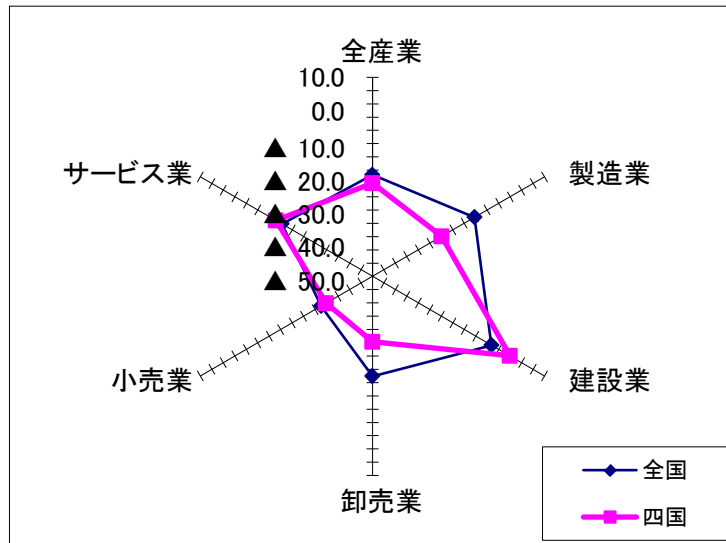 全産業
10.0
0.0
▲ 10.0
▲ 20.0
▲ 30.0
▲ 40.0
▲ 50.0
サービス業
製造業
小売業
建設業
卸売業
全国
四国